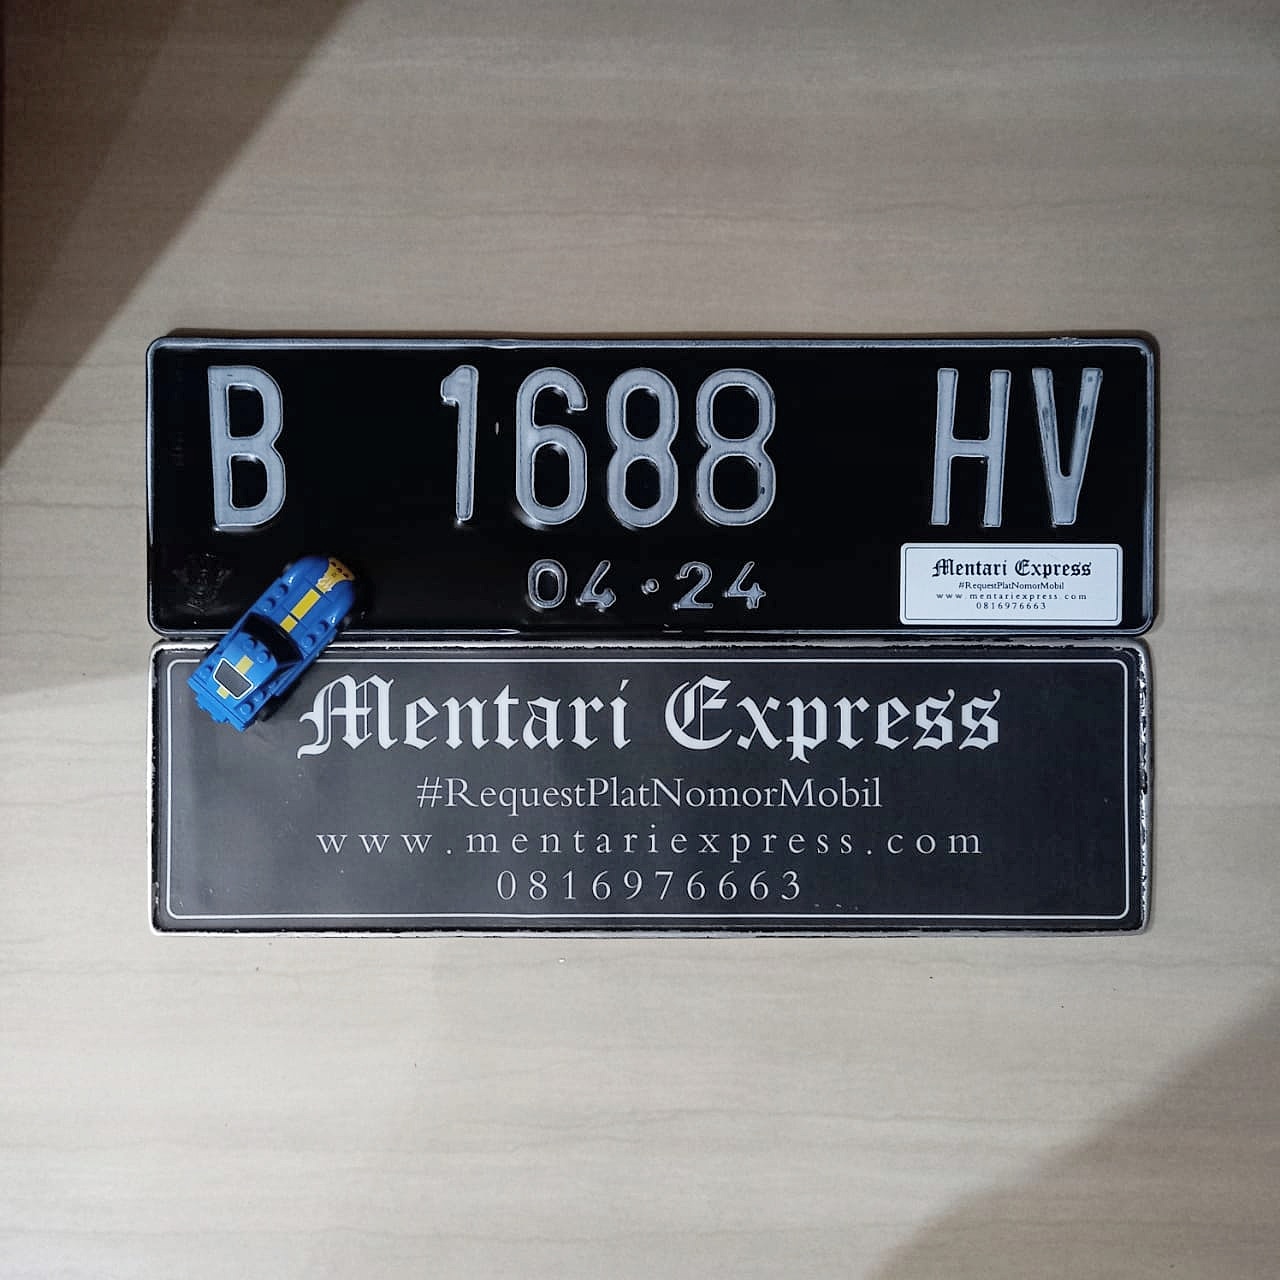 B 1688 HV
04·24
Mentari Express
#RequestPlatNomorMobil
www.mentariexpress.com
0816976663
Mentari Express
#RequestPlatNomorMobil
www.mentariexpress.com
0816976663